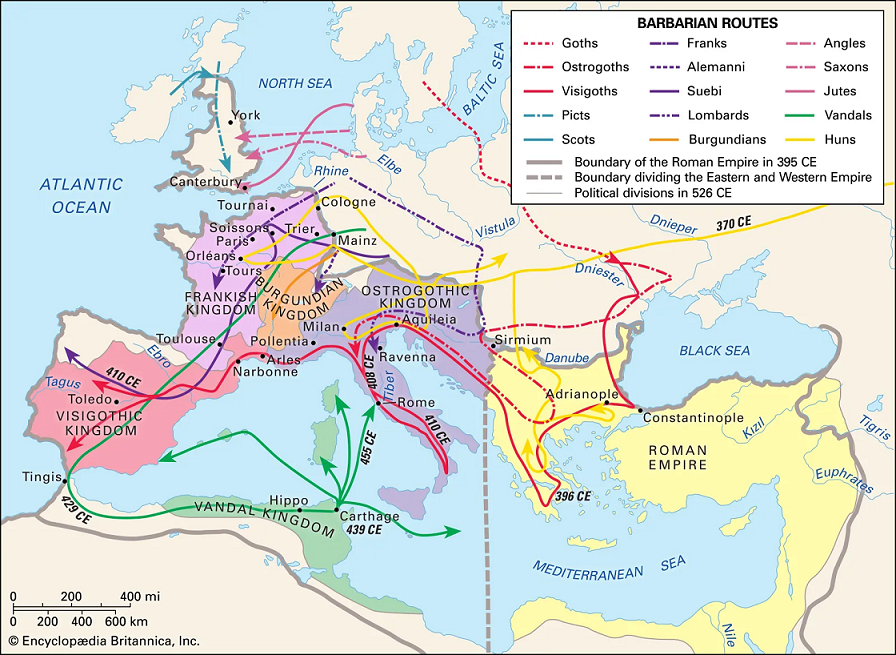 BARBARIAN ROUTES
Goths
Ostrogoths
Visigoths
Picts
Scots
Franks
Alemanni
Suebi
Lombards
Burgundians
Angles
Saxons
Jutes
Vandals
Huns
Boundary of the Roman Empire in 395 CE
Boundary dividing the Eastern and Western Empire
Political divisions in 526 CE
NORTH SEA
BALTIC SEA
York
ATLANTIC
OCEAN
Canterbury
Rhine
Elbe
Tournai
Cologne
Vistula
Dnieper
370 CE
Soissons
Trier
Paris
Mainz
Orléans
Tours
Dniester
FRANKISH
KINGDOM
BURGUNDIAN
KINGDOM
OSTROGOTHIC
KINGDOM
Milan
Aquileia
Pollentia
Sirmium
Toulouse
Ravenna
Danube
BLACK SEA
Ebro
Arles
Narbonne
408 CE
410 CE
Tagus
Toledo
Tiber
Rome
Adrianople
Constantinople
VISIGOTHIC
KINGDOM
410 CE
Kizil
Tigris
455 CE
ROMAN
EMPIRE
Tingis
Euphrates
396 CE
429 CE
Hippo
VANDAL KINGDOM
Carthage
439 CE
MEDITERRANEAN SEA
0 200 400 mi
0 200 400 600 km
Nile
© Encyclopædia Britannica, Inc.